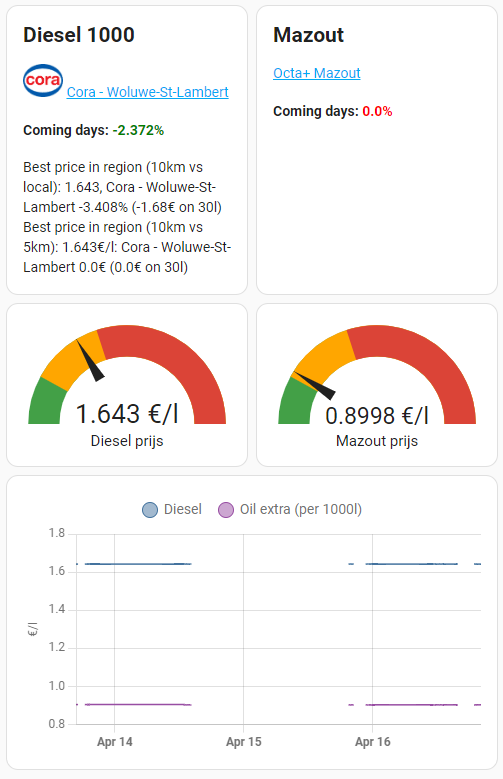 Diesel 1000
cora Cora - Woluwe-St-Lambert
Coming days: -2.372%
Best price in region (10km vs
local): 1.643, Cora - Woluwe-St-
Lambert -3.408% (-1.68€ on 30l)
Best price in region (10km vs
5km): 1.643€/l: Cora - Woluwe-St-
Lambert 0.0€ (0.0€ on 30l)
Mazout
Octa+ Mazout
Coming days: 0.0%
1.643 €/l
Diesel prijs
0.8998 €/l
Mazout prijs
Diesel
Oil extra (per 1000l)
1.8
1.6
1.4
1.2
1.0
0.8
€/l
Apr 14
Apr 15
Apr 16